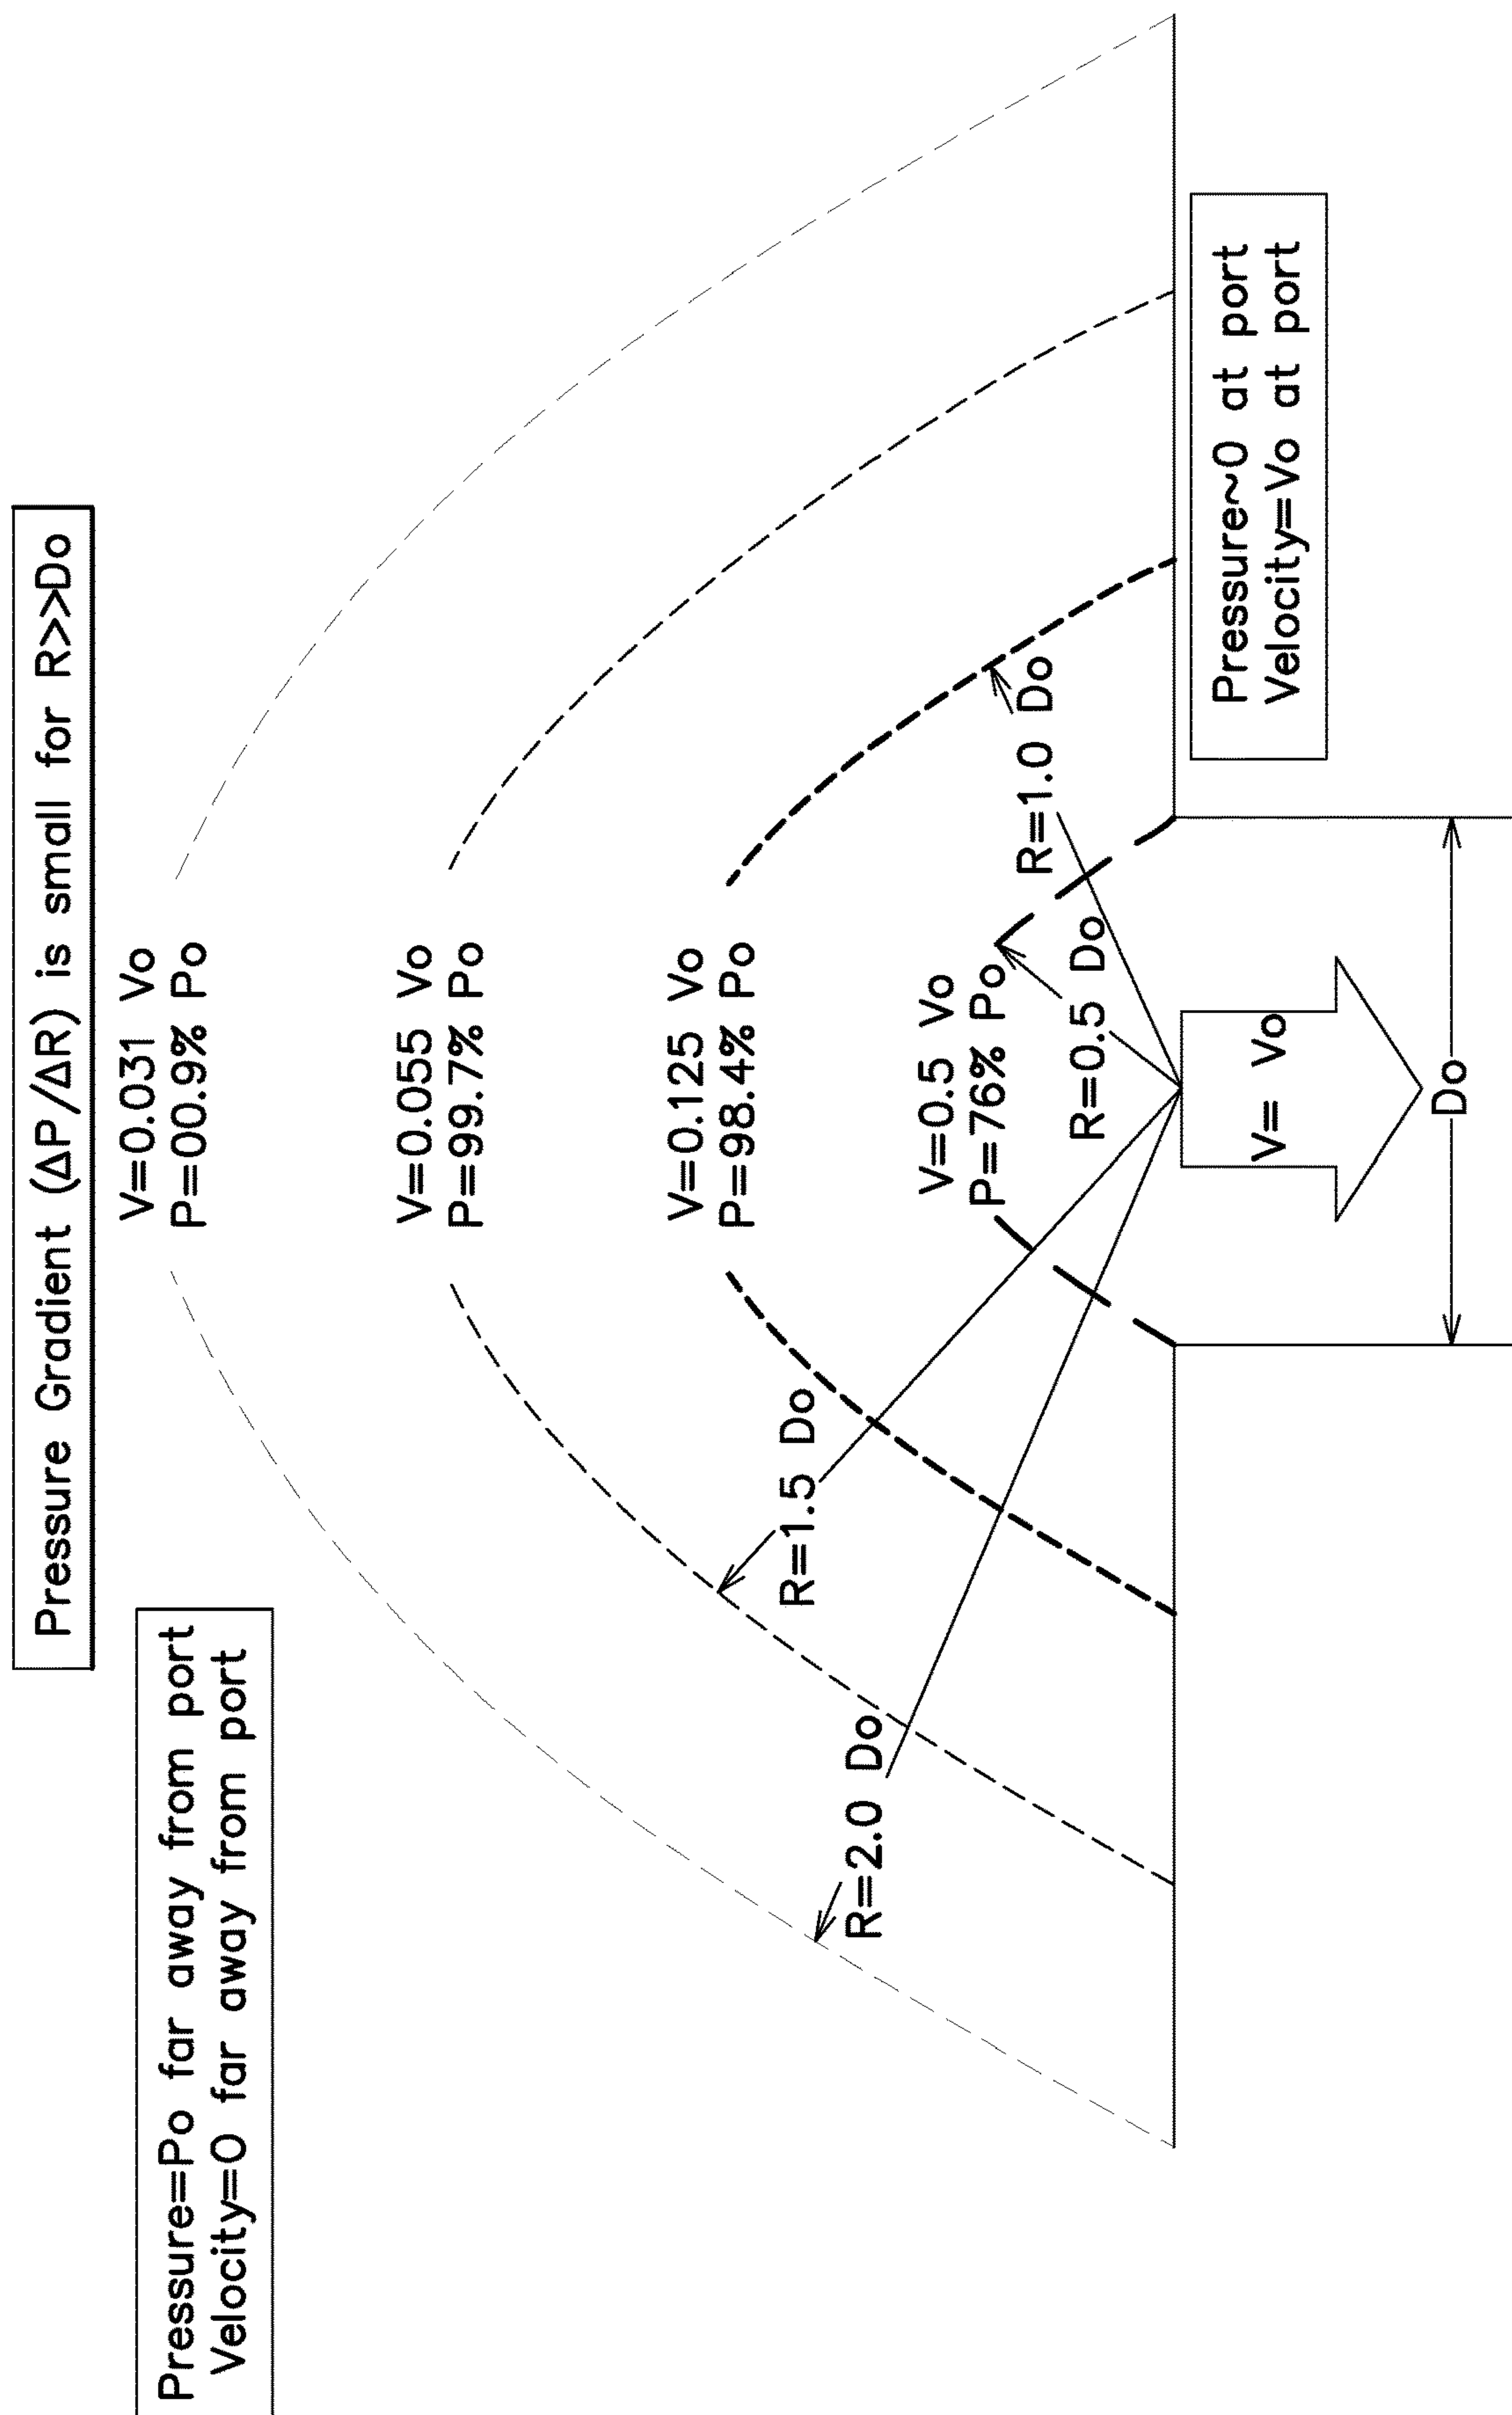 Pressure Gradient (ΔP/ΔR) is small for R>>Do
Pressure=Po far away from port
Velocity=0 far away from port
V=0.031 Vo
P=00.9% Po
V=0.055 Vo
P=99.7% Po
V=0.125 Vo
P=98.4% Po
V=0.5 Vo
P=76% Po
R=1.5 Do
R=2.0 Do
R=0.5 Do
R=1.0 Do
V= Vo
Pressure~0 at port
Velocity=Vo at port
Do